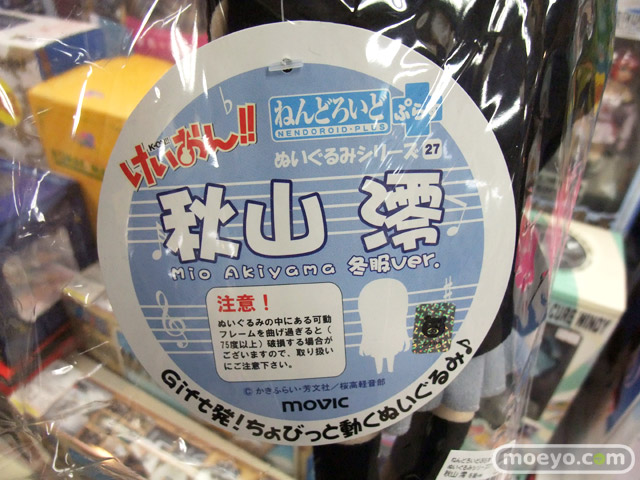 けいおん!!
ねんどろいど
ぷらす
NENDOROID・PLUS
ぬいぐるみシリーズ 27
秋山 澪
Mio Akiyama 冬服ver.
注意！
ぬいぐるみの中にある可動
フレームを曲げ過ぎると（
75度以上）破損する場合が
ございますので、取り扱い
にご注意下さい。
© かきふらい・芳文社／桜高軽音部
movic
Gift発！ちょびっと動くぬいぐるみ♪
moeyo.com